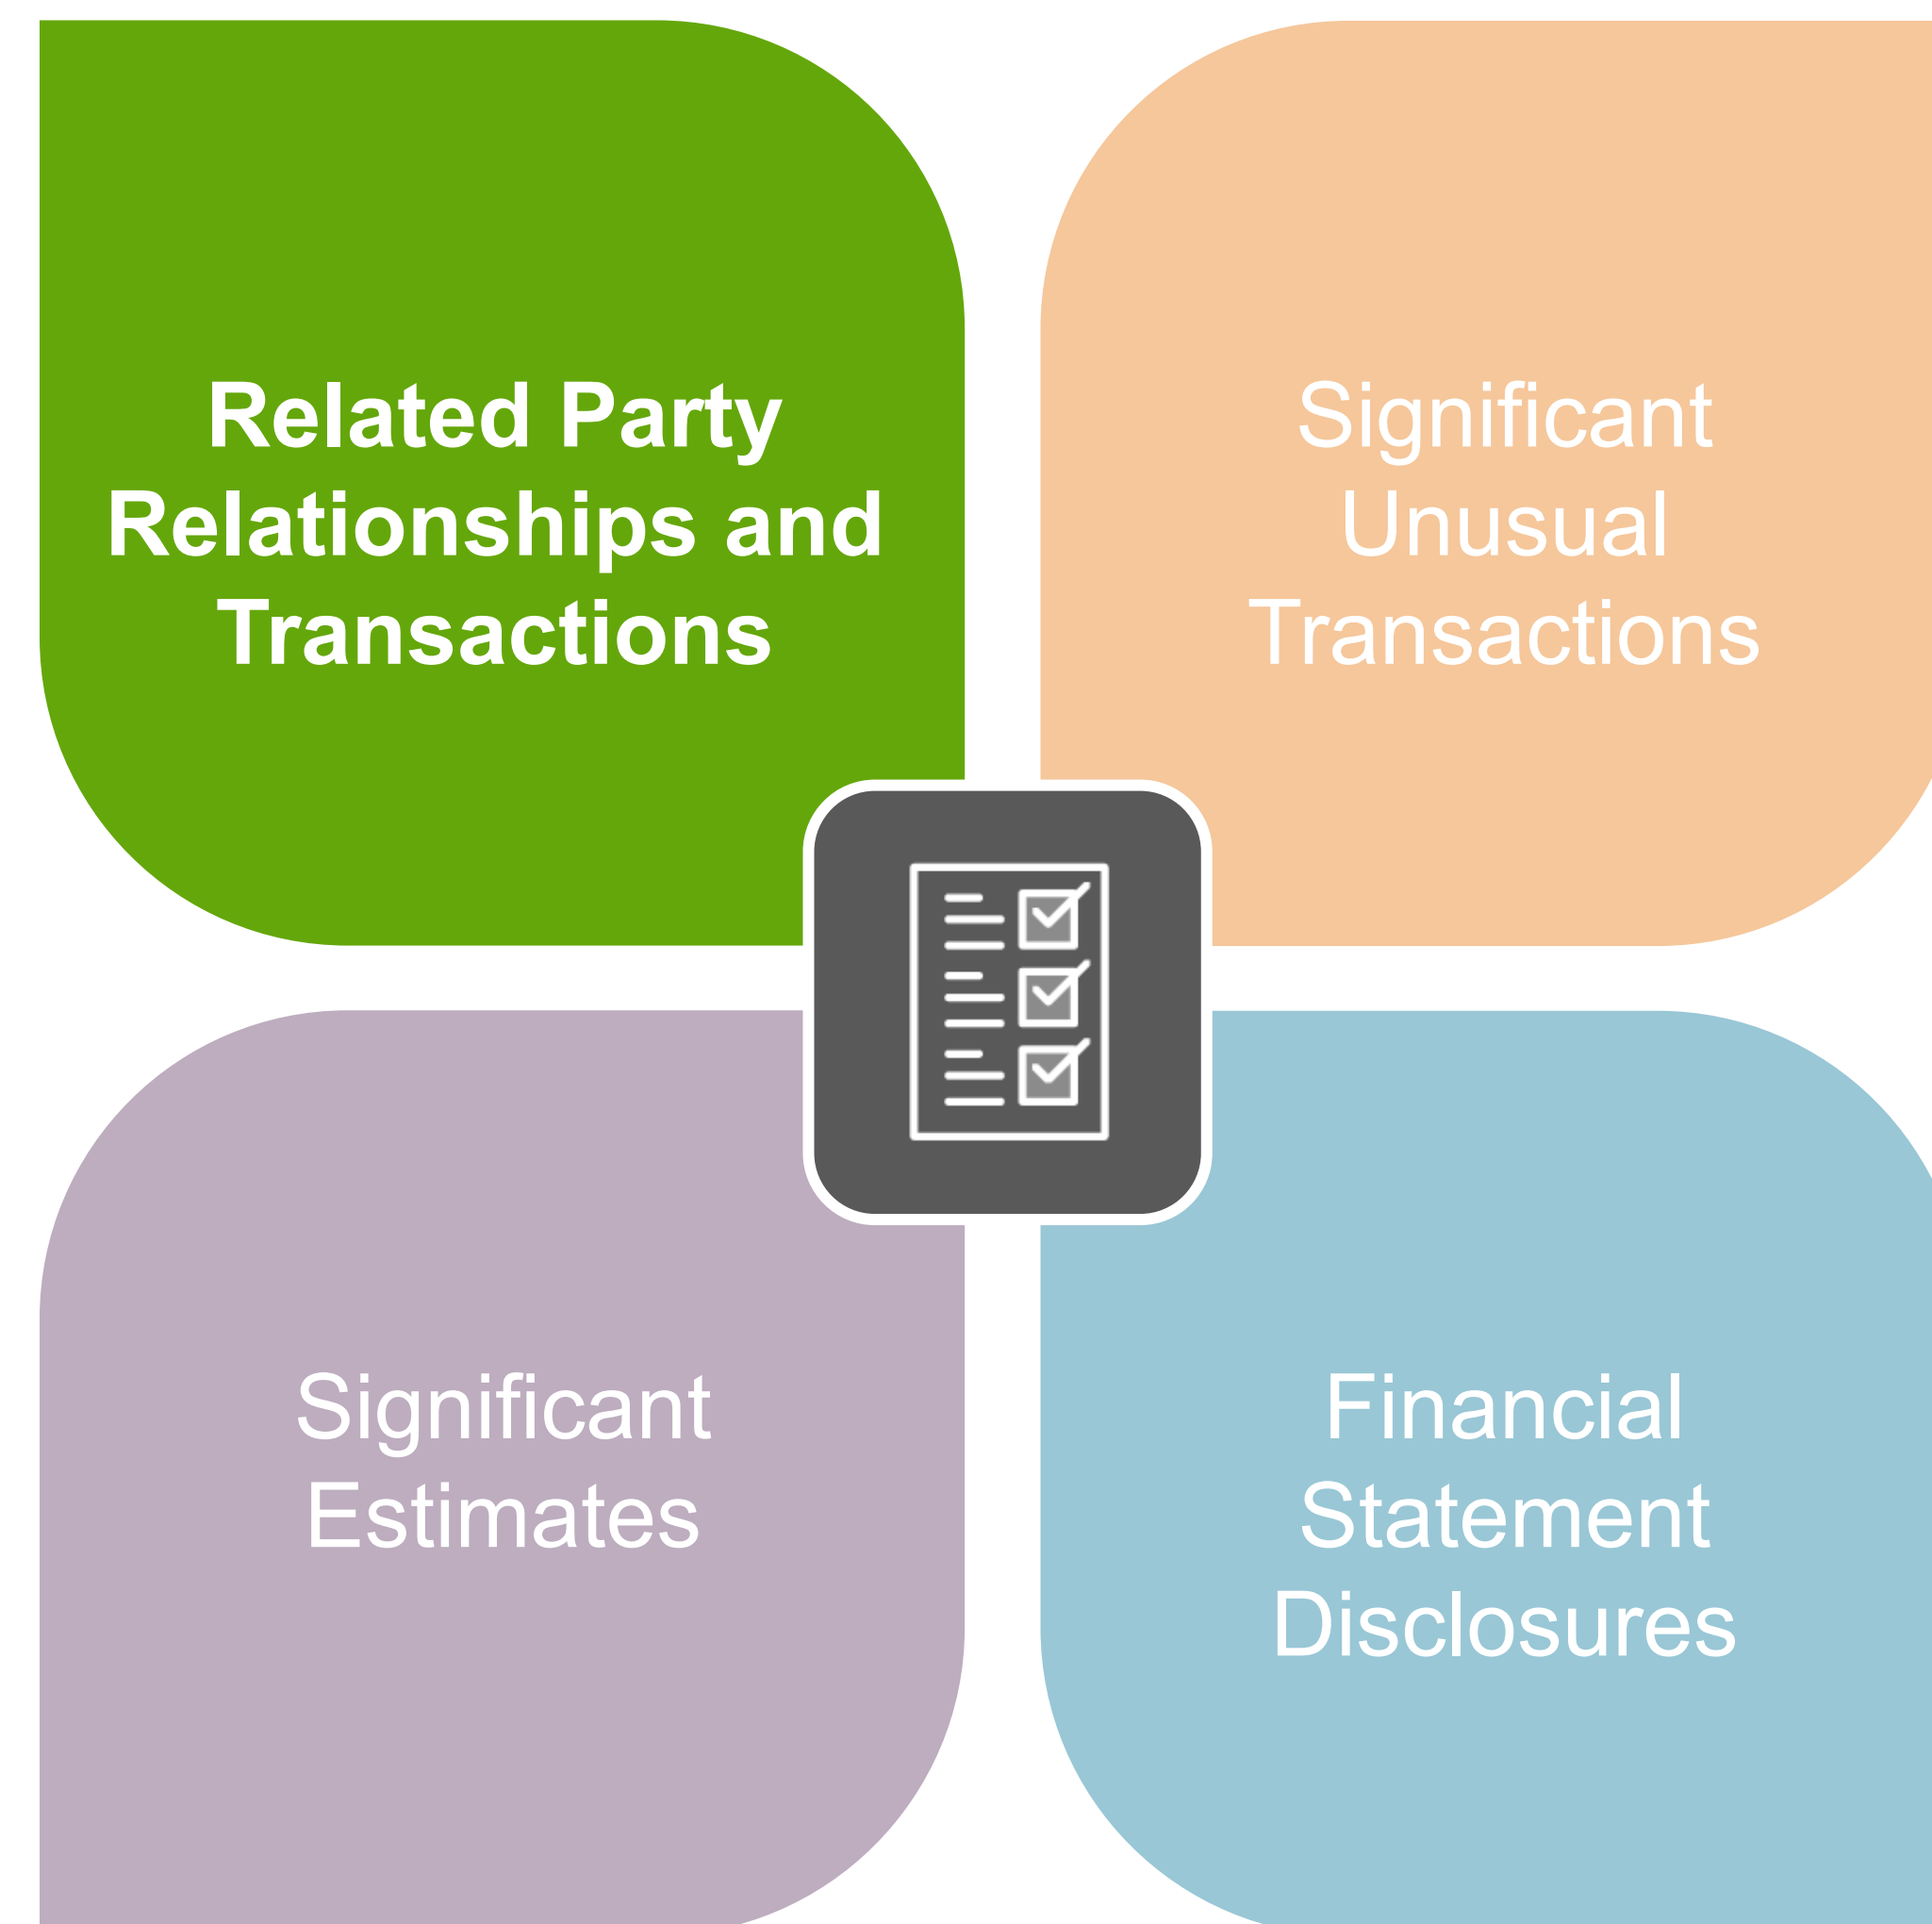 Related Party
Relationships and
Transactions
Significant
Unusual
Transactions
Significant
Estimates
Financial
Statement
Disclosures